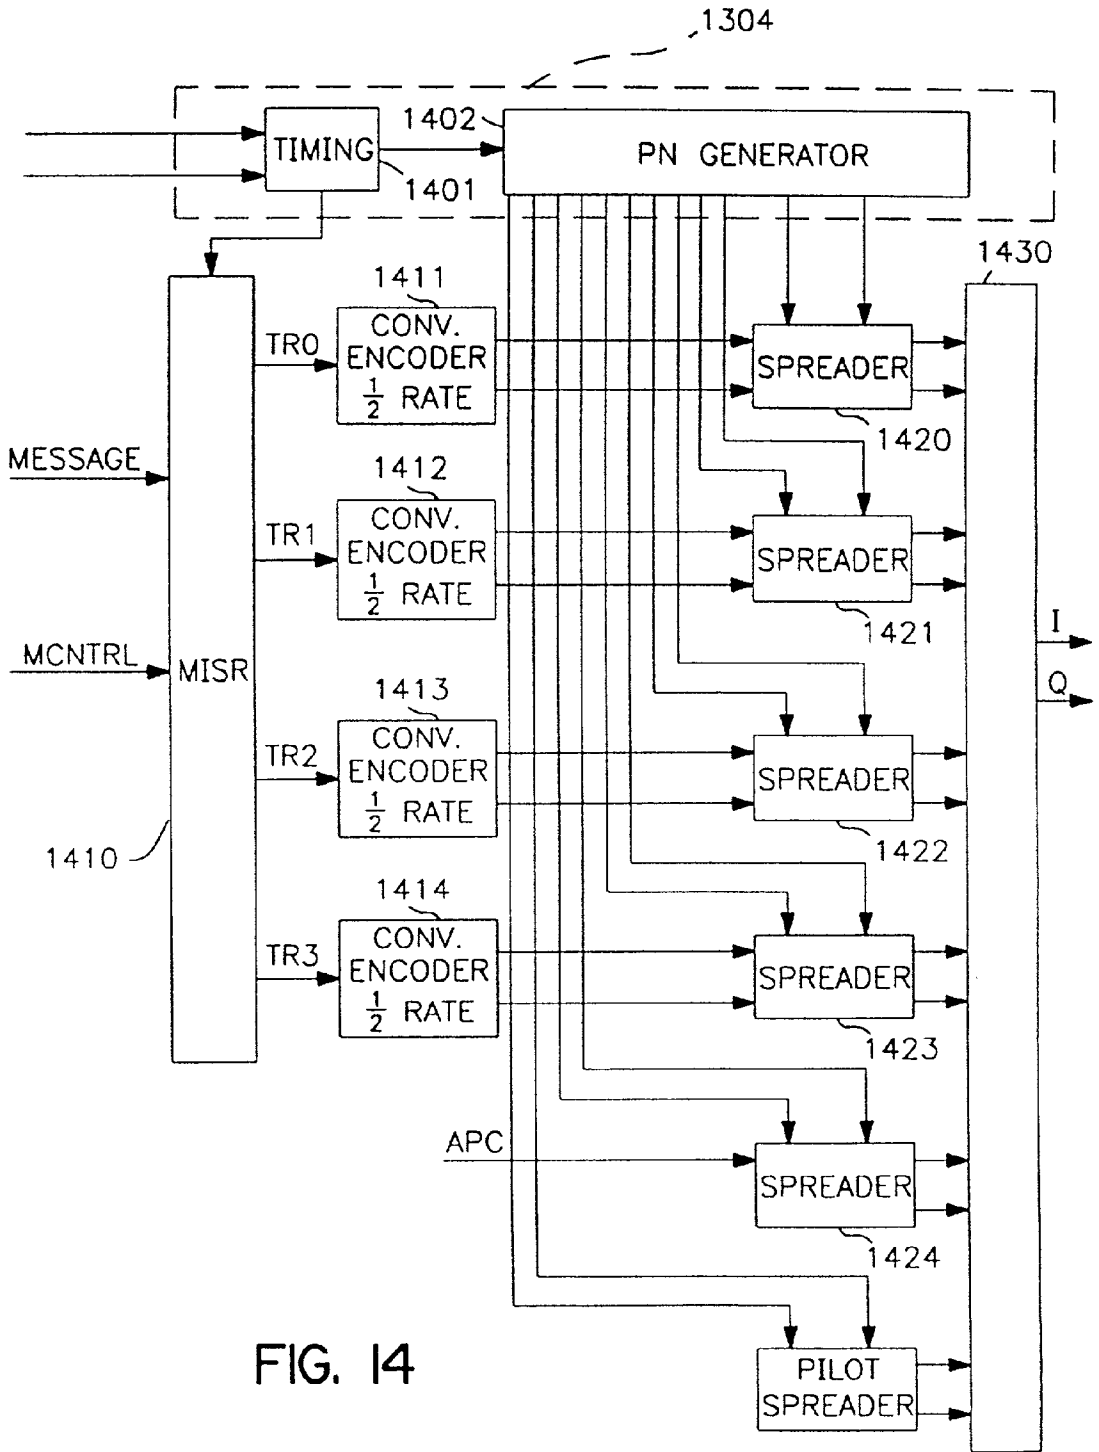 1304
1402
TIMING
PN GENERATOR
1401
1430
1411
TR0
CONV.
ENCODER
1/2 RATE
SPREADER
1420
MESSAGE
1412
TR1
CONV.
ENCODER
1/2 RATE
SPREADER
1421
I
MCNTRL
MISR
Q
1413
TR2
CONV.
ENCODER
1/2 RATE
SPREADER
1422
1410
1414
TR3
CONV.
ENCODER
1/2 RATE
SPREADER
1423
APC
SPREADER
1424
FIG. 14
PILOT
SPREADER